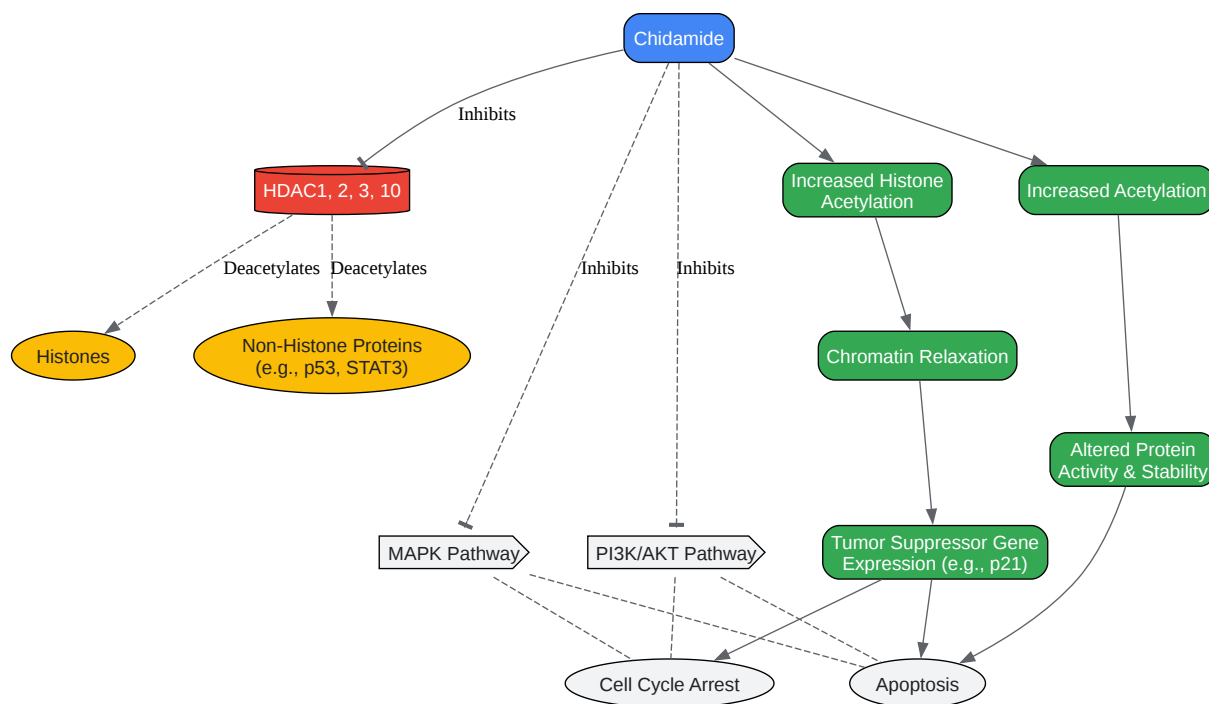 Chidamide
Inhibits
HDAC1, 2, 3, 10
Increased Histone
Acetylation
Increased Acetylation
Deacetylates
Deacetylates
Inhibits
Inhibits
Histones
Non-Histone Proteins
(e.g., p53, STAT3)
Chromatin Relaxation
Altered Protein
Activity & Stability
MAPK Pathway
PI3K/AKT Pathway
Tumor Suppressor Gene
Expression (e.g., p21)
Cell Cycle Arrest
Apoptosis